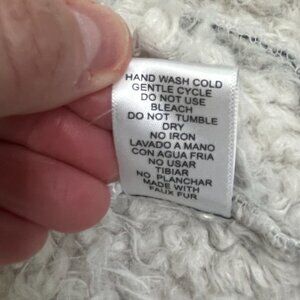 HAND WASH COLD
GENTLE CYCLE
DO NOT USE
BLEACH
DO NOT TUMBLE
DRY
NO IRON
LAVADO A MANO
CON AGUA FRIA
NO USAR
TIBIAR
NO PLANCHAR
MADE WITH
FAUX FUR